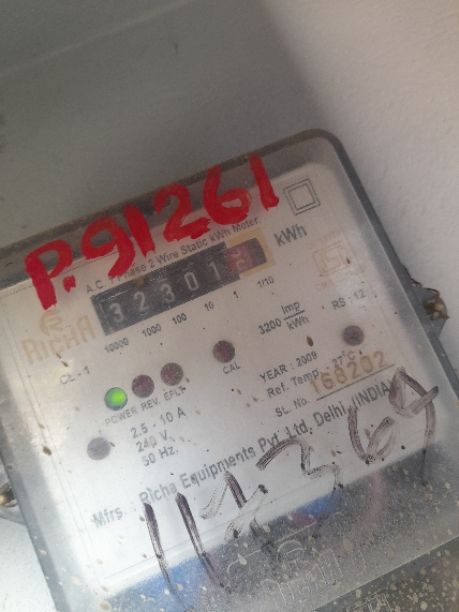 P.91261
A.C. 1 Phase 2 Wire Static kWh Meter.
RICHA
32301
kWh
10000 1000 100 10 1 1/10
3200 Imp/kWh
RS. 12
CL-1
CAL
POWER REV. EFLT
YEAR: 2009
Ref. Temp. 27°C
SL. No. 168202
2.5 - 10 A
240 V.
50 Hz.
Mfrs. Richa Equipments Pvt. Ltd. Delhi, (INDIA)